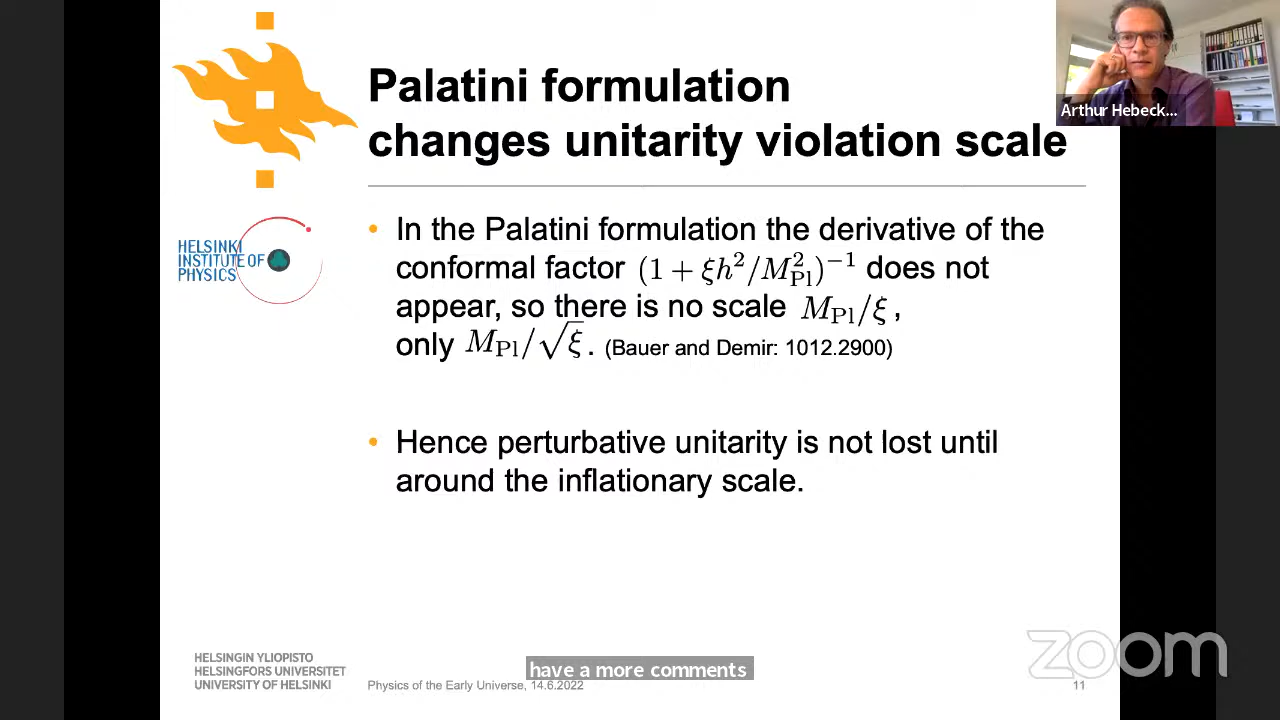 Palatini formulation
changes unitarity violation scale
Arthur Hebeck...
HELSINKI
INSTITUTE OF
PHYSICS
• In the Palatini formulation the derivative of the
conformal factor (1 + ξh²/M²_Pl)⁻¹ does not
appear, so there is no scale M_Pl/ξ,
only M_Pl/√ξ. (Bauer and Demir: 1012.2900)
• Hence perturbative unitarity is not lost until
around the inflationary scale.
HELSINGIN YLIOPISTO
HELSINGFORS UNIVERSITET
UNIVERSITY OF HELSINKI
have a more comments
Physics of the Early Universe, 14.6.2022
11
zoom